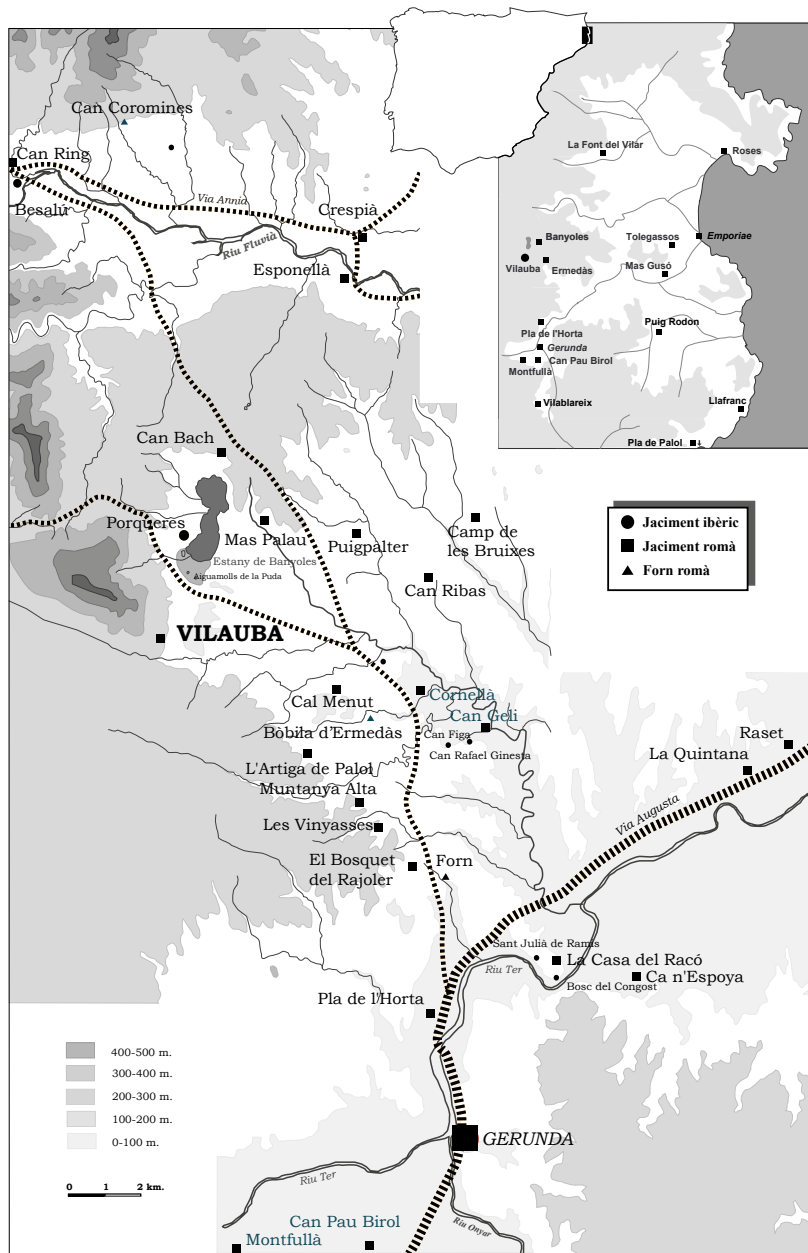 Can Coromines
Can Ring
Besalú
Via Annia
Riu Fluvià
Crespià
Esponellà
La Font del Vilar
Roses
Banyoles
Tolegassos
Emporiae
Vilauba
Ermedàs
Mas Gusó
Pla de l'Horta
Puig Rodon
Gerunda
Can Pau Birol
Montfullà
Vilablareix
Llafranc
Pla de Palol
Can Bach
Porqueres
Mas Palau
Puigpalter
Camp de
les Bruixes
Estany de Banyoles
Aiguamolls de la Puda
Can Ribas
Jaciment ibèric
Jaciment romà
Forn romà
VILAUBA
Cal Menut
Cornellà
Can Geli
Bòbila d'Ermedàs
Can Figa
Can Rafael Ginesta
L'Artiga de Palol
Muntanya Alta
Les Vinyasses
El Bosquet
del Rajoler
Forn
Raset
La Quintana
Via Augusta
Sant Julià de Ramis
Riu Ter
La Casa del Racó
Bosc del Congost
Ca n'Espoya
Pla de l'Horta
400-500 m.
300-400 m.
200-300 m.
100-200 m.
0-100 m.
0 1 2 km.
GERUNDA
Riu Ter
Riu Onyar
Can Pau Birol
Montfullà